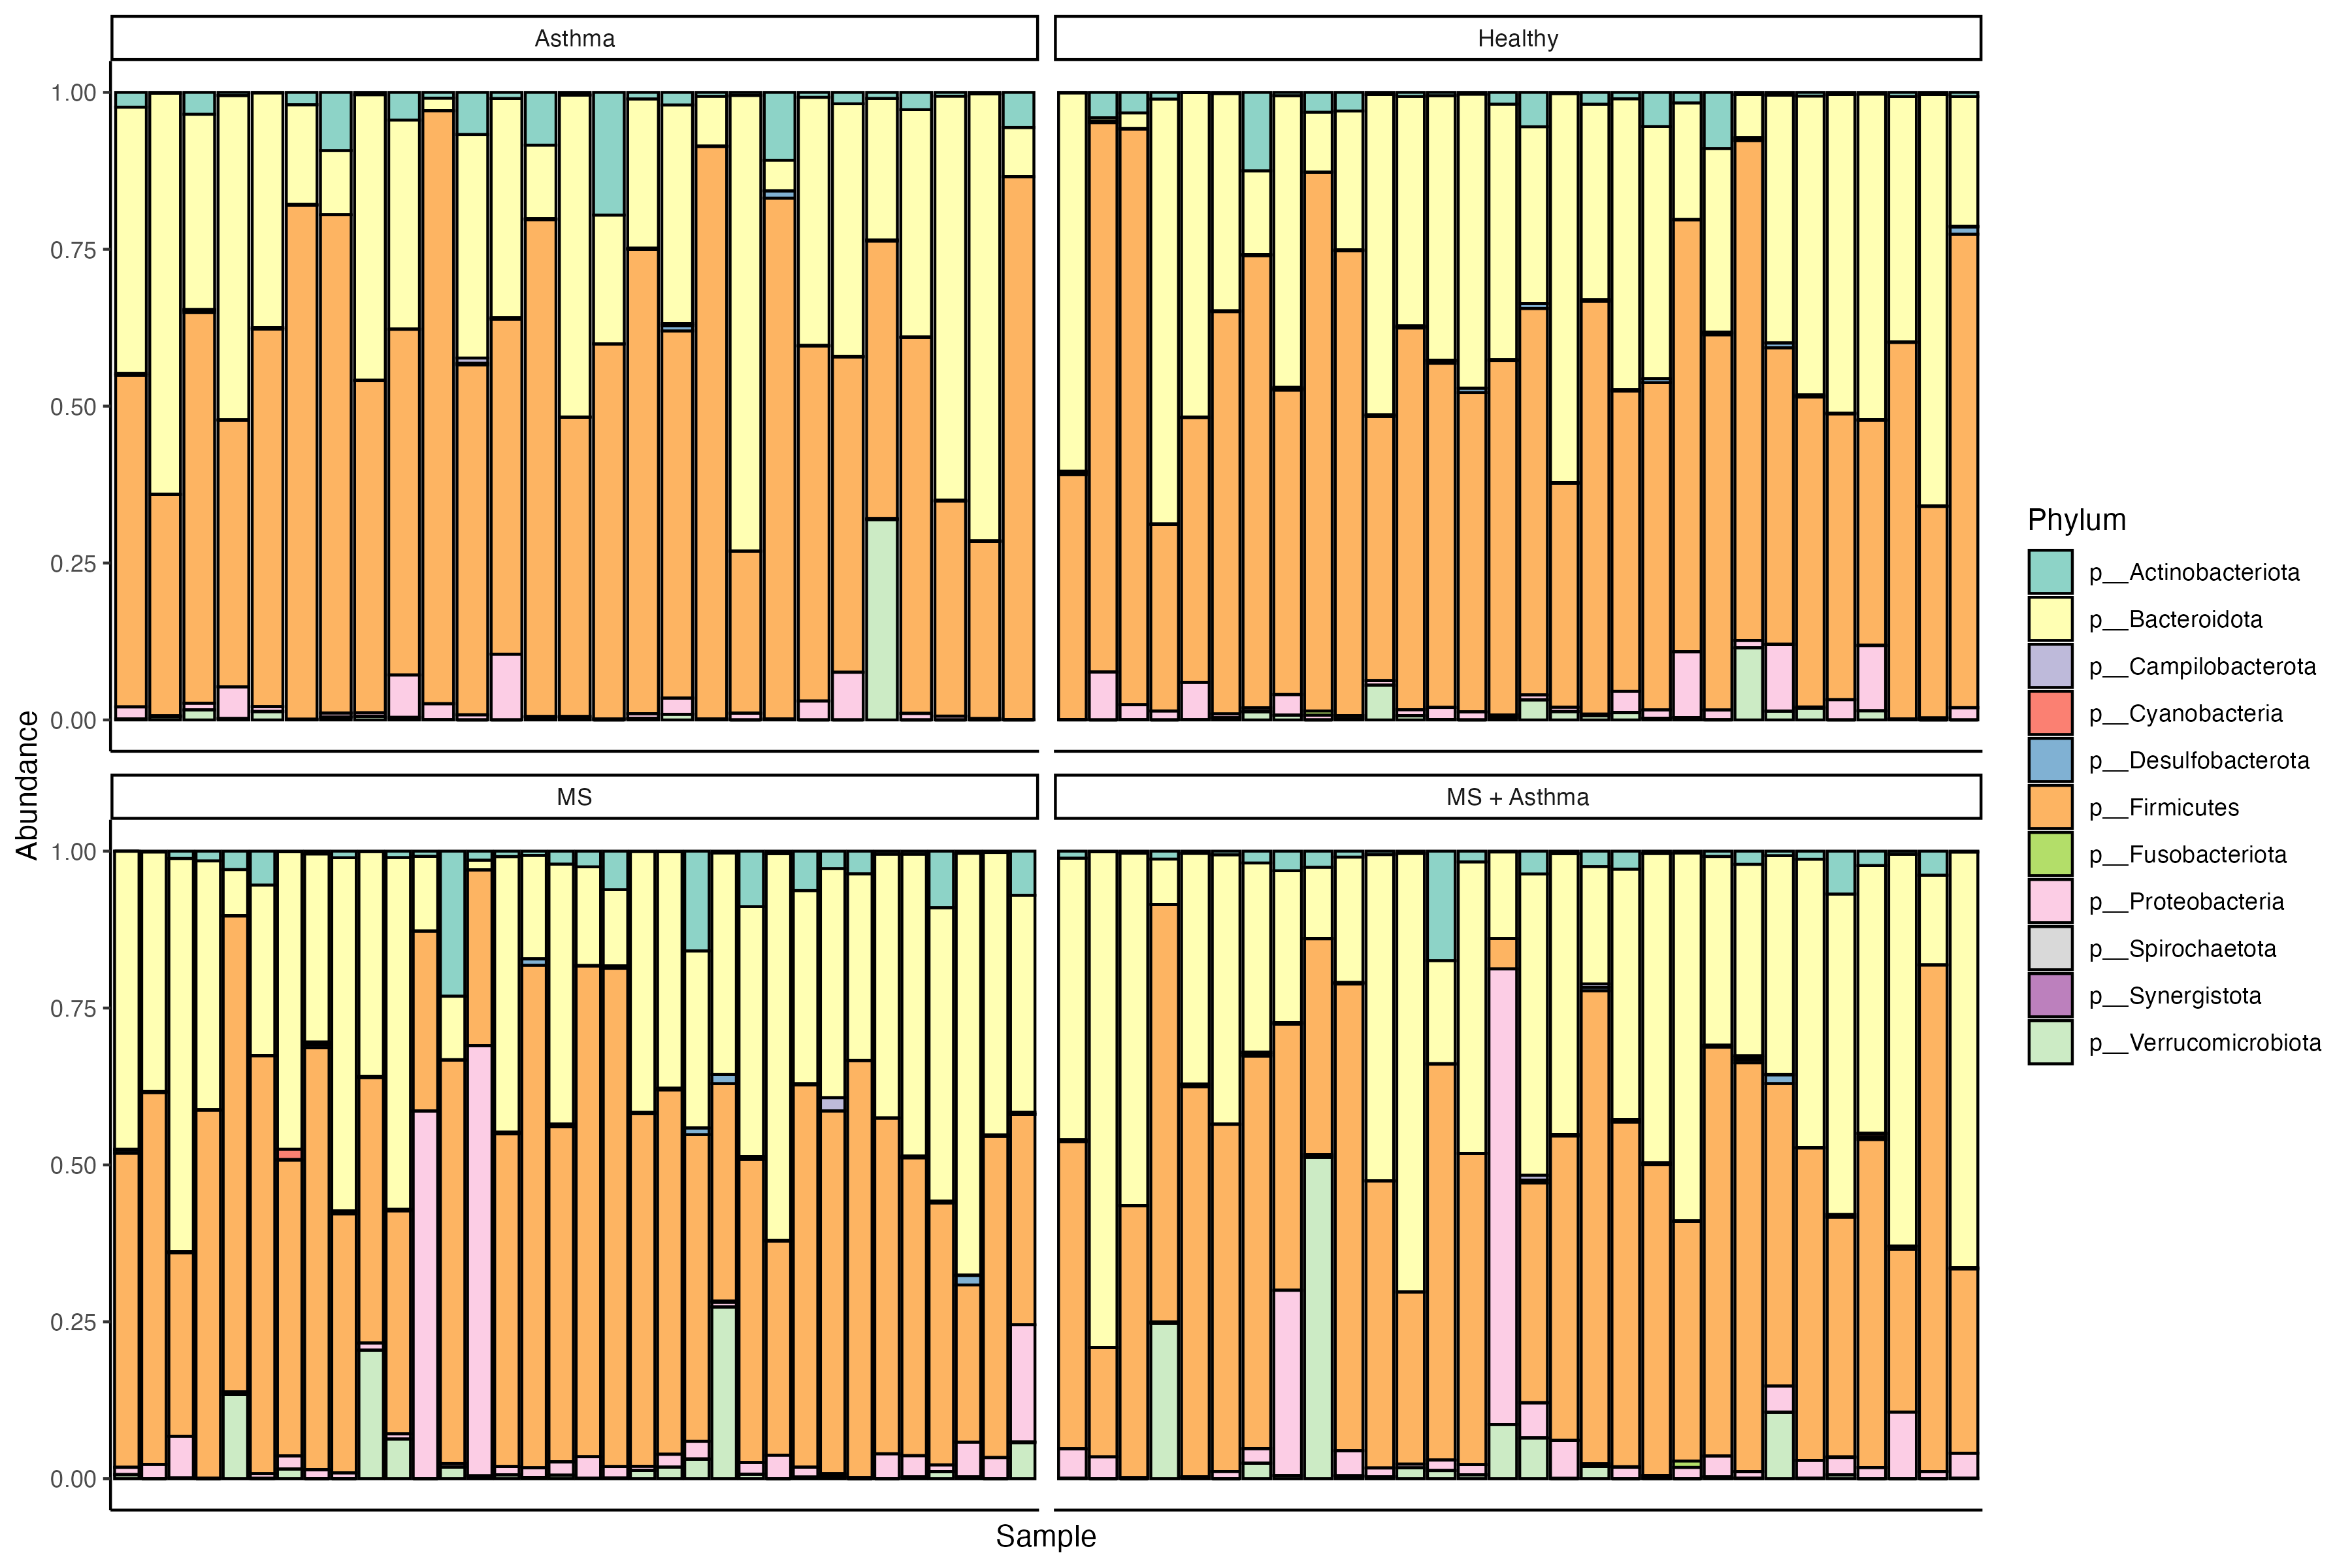 Asthma
Healthy
1.00
0.75
0.50
0.25
0.00
Abundance
MS
MS + Asthma
1.00
0.75
0.50
0.25
0.00
Sample
Phylum
p__Actinobacteriota
p__Bacteroidota
p__Campilobacterota
p__Cyanobacteria
p__Desulfobacterota
p__Firmicutes
p__Fusobacteriota
p__Proteobacteria
p__Spirochaetota
p__Synergistota
p__Verrucomicrobiota